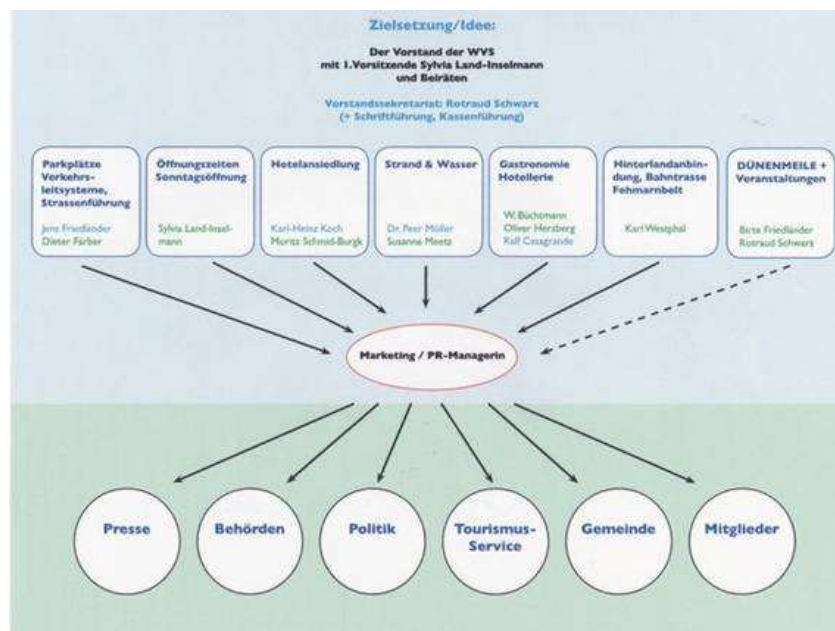 Zielsetzung/Idee:
Der Vorstand der WVS
mit 1.Vorsitzende Sylvia Land-Inselmann
und Beiräten
Vorstandssekretariat: Rotraud Schwarz
(+ Schriftführung, Kassenführung)
Parkplätze
Verkehrs-
leitsysteme,
Strassenführung
Jens Friedländer
Dieter Färber
Öffnungszeiten
Sonntagsöffnung
Sylvia Land-Insel-
mann
Hotelansiedlung
Karl-Heinz Koch
Moritz Schmid-Burgk
Strand & Wasser
Dr. Peer Möller
Susanne Meetz
Gastronomie
Hotellerie
W. Büchtmann
Oliver Herzberg
Ralf Casagrande
Hinterlandanbin-
dung, Bahntrasse
Fehmarnbelt
Karl Westphal
DÜNENMEILE +
Veranstaltungen
Birte Friedländer
Rotraud Schwarz
Marketing / PR-Managerin
Presse
Behörden
Politik
Tourismus-
Service
Gemeinde
Mitglieder